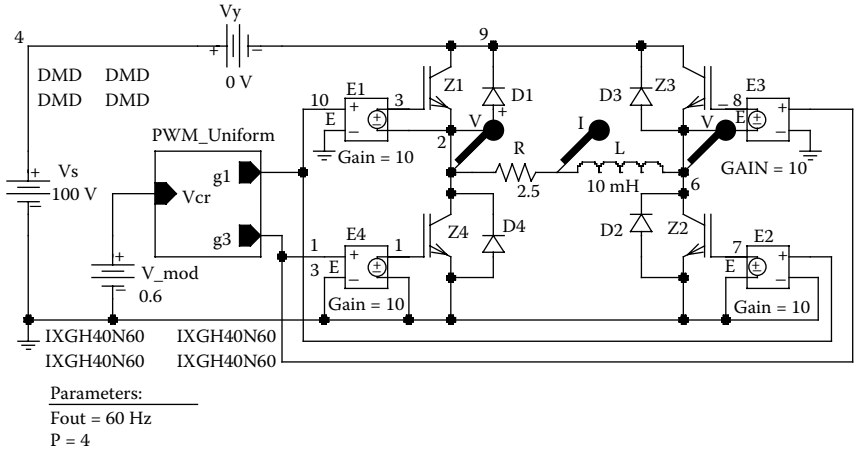 Vy
4
+
−
9
0 V
DMD DMD
DMD DMD
Z1
Z3
D1
D3
E1
E3
10
+
3
−
8
+
E
−
+
V
I
V
E
−
2
Gain = 10
GAIN = 10
PWM_Uniform
R
L
2.5
10 mH
6
Vs
+
100 V
−
g1
Vcr
g3
+
V_mod
−
0.6
E4
1
+
1
3
E
−
Gain = 10
Z4
D4
D2
Z2
E2
7
+
E
−
Gain = 10
IXGH40N60 IXGH40N60
IXGH40N60 IXGH40N60
Parameters:
Fout = 60 Hz
P = 4